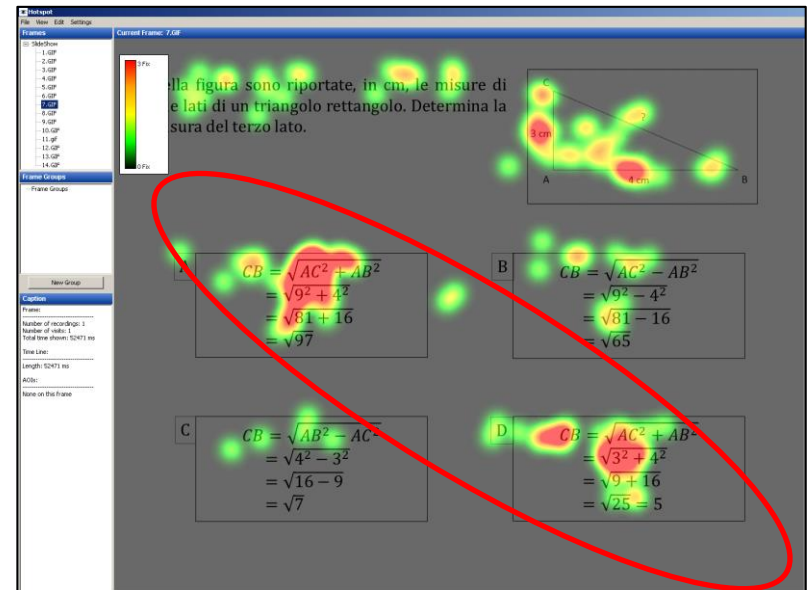 Hotspot
File View Edit Settings
Frames
SlideShow
1.GIF
2.GIF
3.GIF
4.GIF
5.GIF
6.GIF
7.GIF
8.GIF
9.GIF
10.GIF
11.gif
12.GIF
13.GIF
14.GIF
Frame Groups
Frame Groups
New Group
Caption
Frame:
Number of recordings: 1
Number of visits: 1
Total time shown: 52471 ms
Time Line:
Length: 52471 ms
AOIs:
None on this frame
Current Frame: 7.GIF
3 Fix
0 Fix
ella figura sono riportate, in cm, le misure di
e lati di un triangolo rettangolo. Determina la
sura del terzo lato.
C
?
3 cm
A 4 cm B
A
CB = √AC² + AB²
= √9² + 4²
= √81 + 16
= √97
B
CB = √AC² − AB²
= √9² − 4²
= √81 − 16
= √65
C
CB = √AB² − AC²
= √4² − 3²
= √16 − 9
= √7
D
CB = √AC² + AB²
= √3² + 4²
= √9 + 16
= √25 = 5